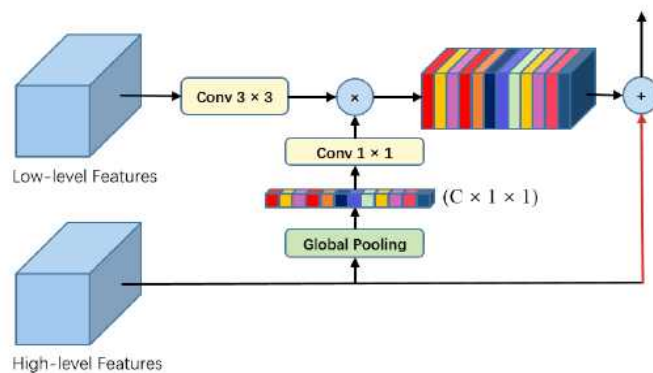 Conv 3 × 3
×
+
Conv 1 × 1
Low-level Features
(C × 1 × 1)
Global Pooling
High-level Features